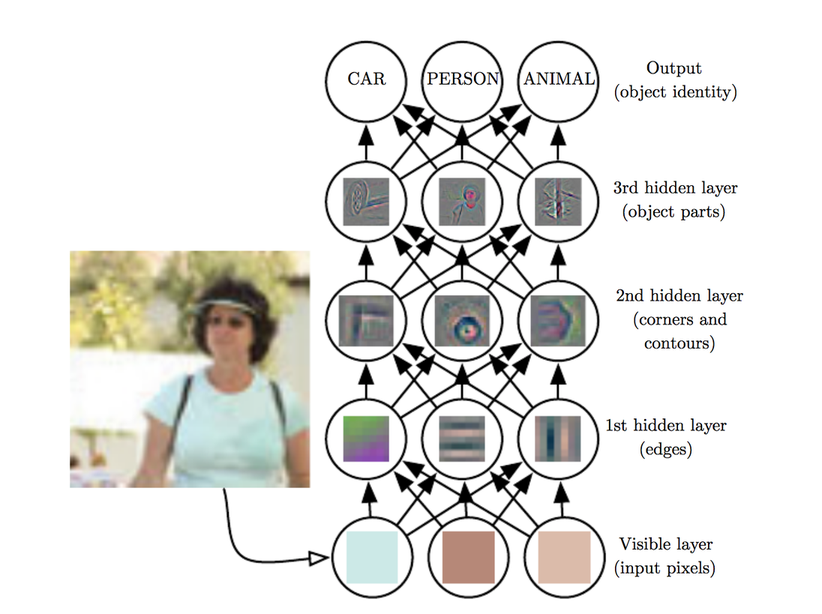 CAR
PERSON
ANIMAL
Output
(object identity)
3rd hidden layer
(object parts)
2nd hidden layer
(corners and
contours)
1st hidden layer
(edges)
Visible layer
(input pixels)